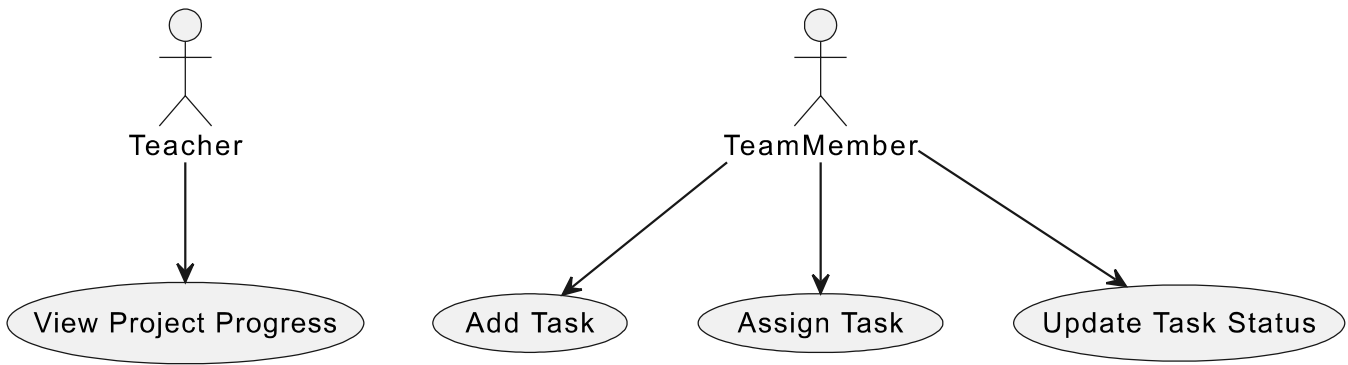 Teacher
TeamMember
View Project Progress
Add Task
Assign Task
Update Task Status